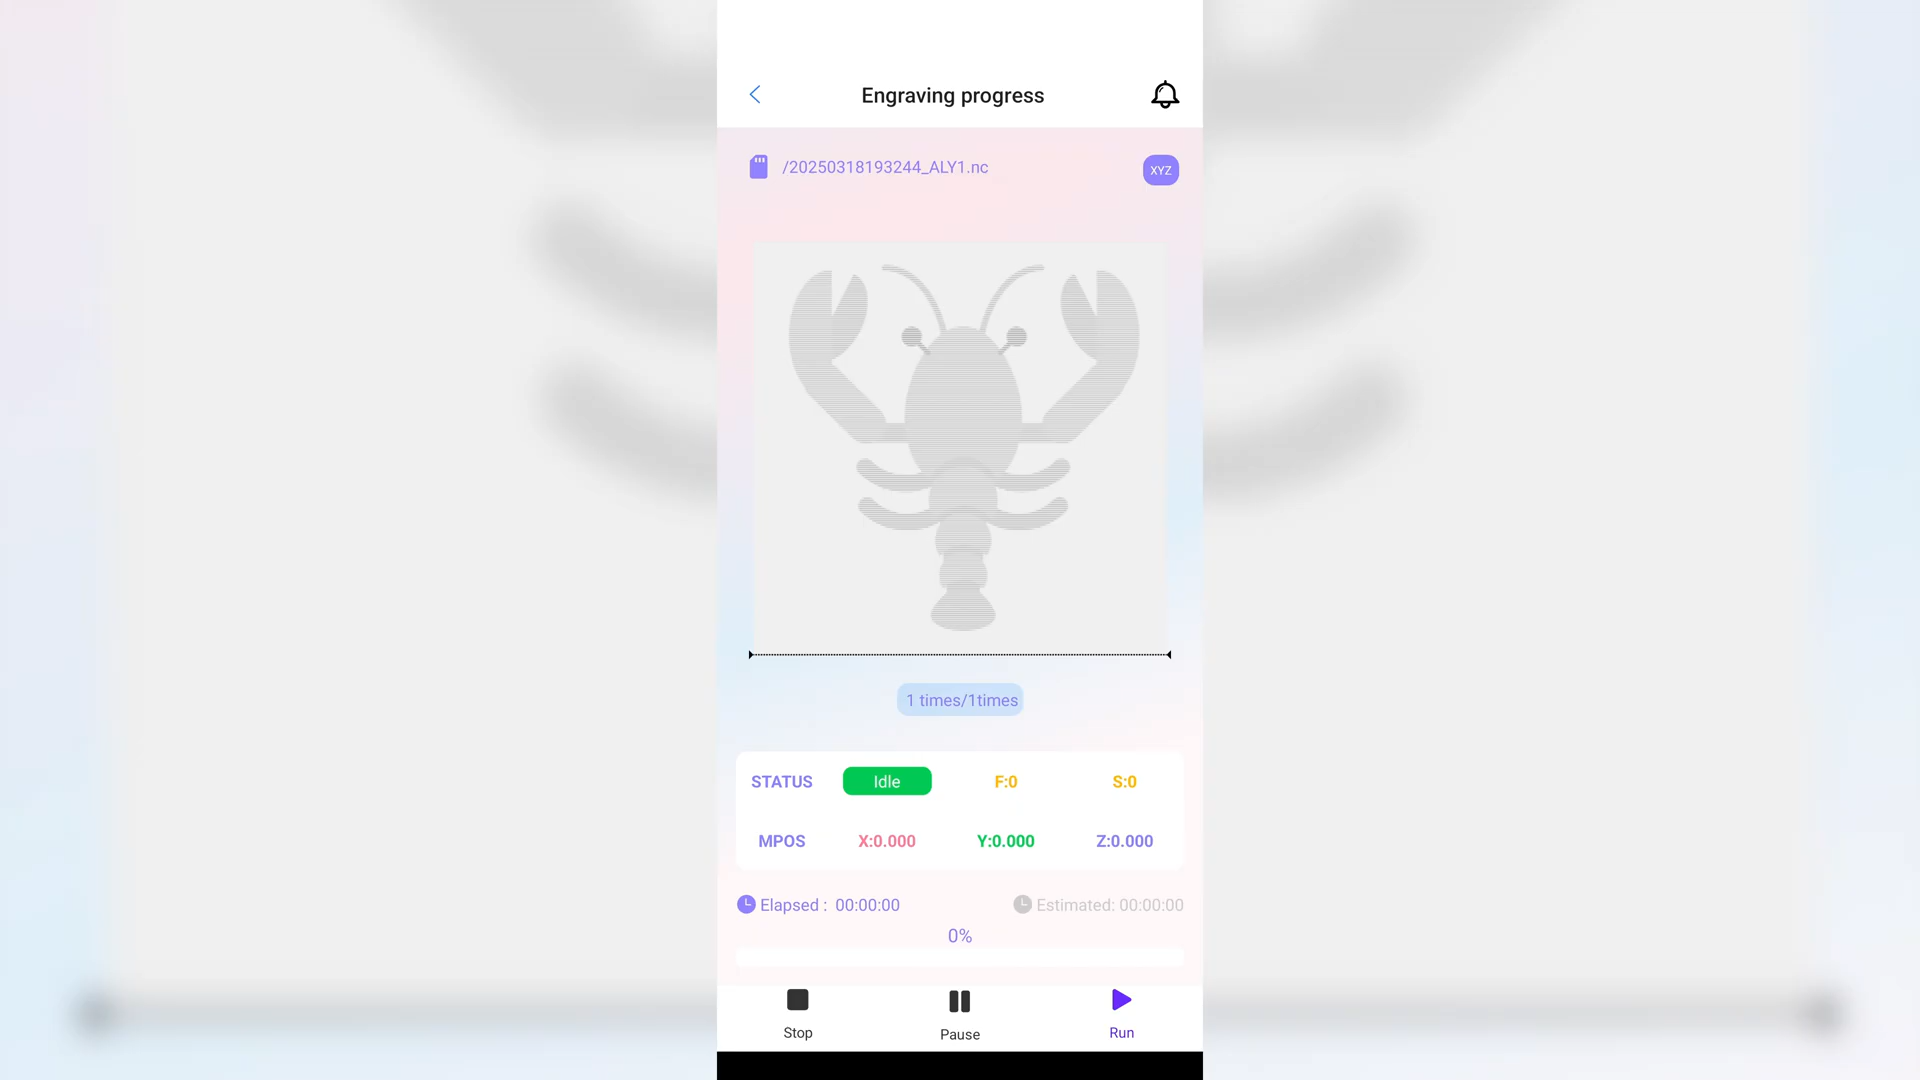 Engraving progress
/20250318193244_ALY1.nc
XYZ
1 times/1times
STATUS Idle F:0 S:0
MPOS X:0.000 Y:0.000 Z:0.000
Elapsed : 00:00:00 Estimated: 00:00:00
0%
Stop Pause Run